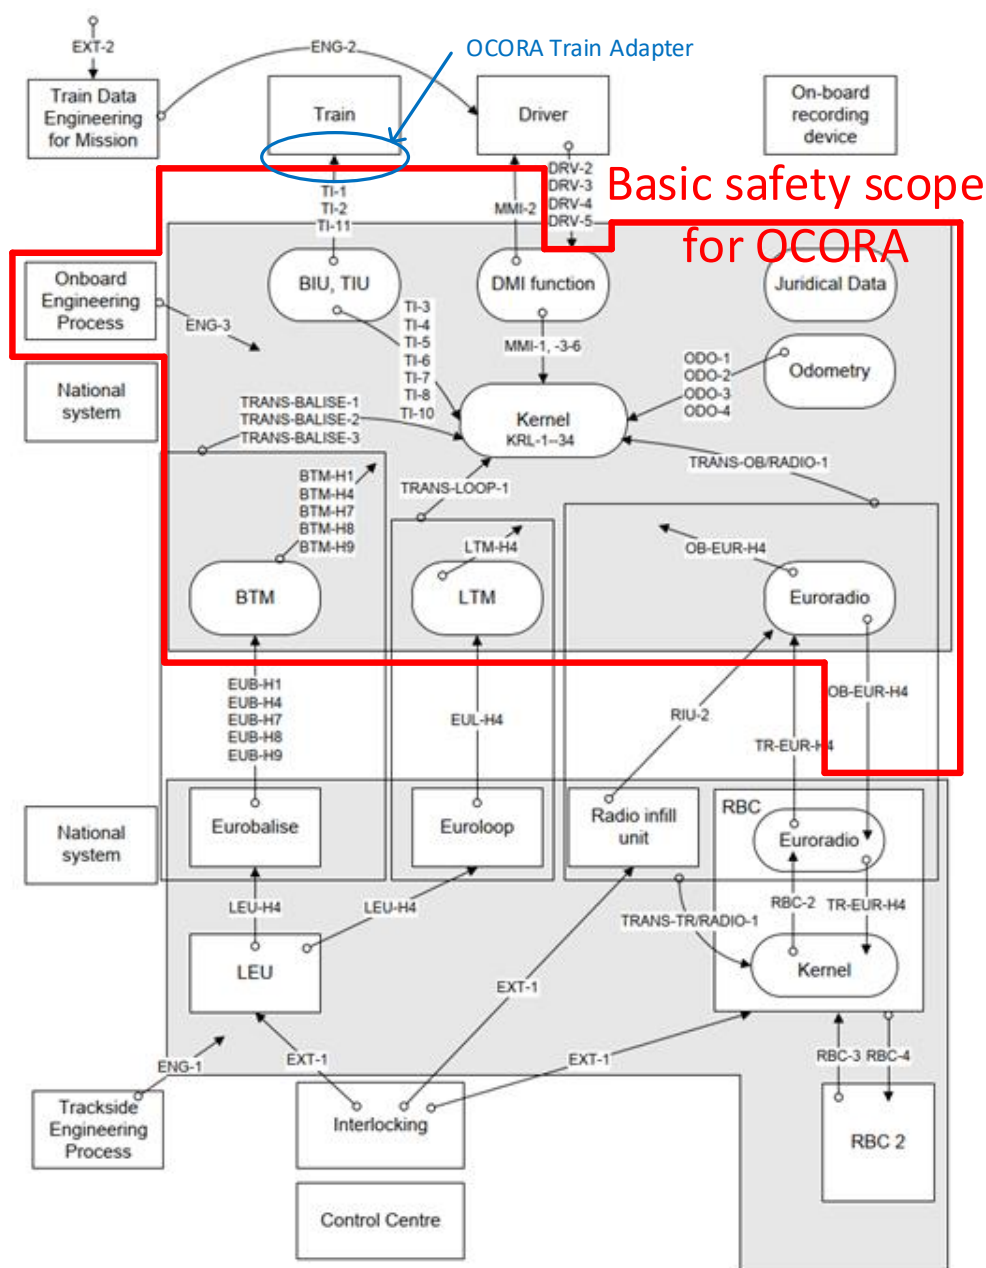 EXT-2
ENG-2
OCORA Train Adapter
Train Data
Engineering
for Mission
Train
Driver
On-board
recording
device
Basic safety scope
for OCORA
TI-1
TI-2
TI-11
MMI-2
DRV-2
DRV-3
DRV-4
DRV-5
Onboard
Engineering
Process
ENG-3
BIU, TIU
DMI function
Juridical Data
TI-3
TI-4
TI-5
TI-6
TI-7
TI-8
TI-10
MMI-1, -3-6
ODO-1
ODO-2
ODO-3
ODO-4
Odometry
National
system
TRANS-BALISE-1
TRANS-BALISE-2
TRANS-BALISE-3
Kernel
KRL-1--34
TRANS-OB/RADIO-1
BTM-H1
BTM-H4
BTM-H7
BTM-H8
BTM-H9
TRANS-LOOP-1
LTM-H4
OB-EUR-H4
BTM
LTM
Euroradio
EUB-H1
EUB-H4
EUB-H7
EUB-H8
EUB-H9
EUL-H4
RIU-2
OB-EUR-H4
TR-EUR-H4
National
system
Eurobalise
Euroloop
Radio infill
unit
RBC
Euroradio
LEU-H4
LEU-H4
TRANS-TR/RADIO-1
RBC-2
TR-EUR-H4
LEU
EXT-1
Kernel
ENG-1
EXT-1
EXT-1
RBC-3
RBC-4
Trackside
Engineering
Process
Interlocking
RBC 2
Control Centre